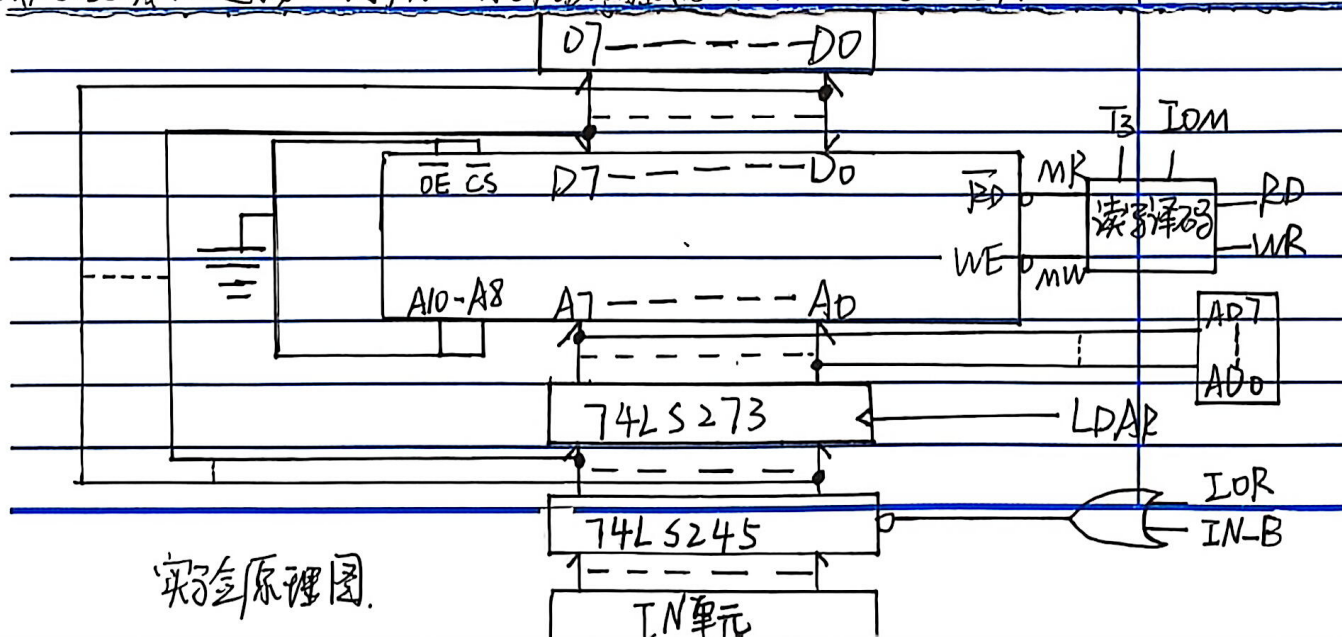 D7 D0
T3 IOM
OE CS D7 D0
RD MR 读写译码 RD
WE MW WR
A10-A8 A7 A0
AD7
AD0
74LS273 LDAR
74LS245
IOR
IN-B
实验原理图.
IN单元